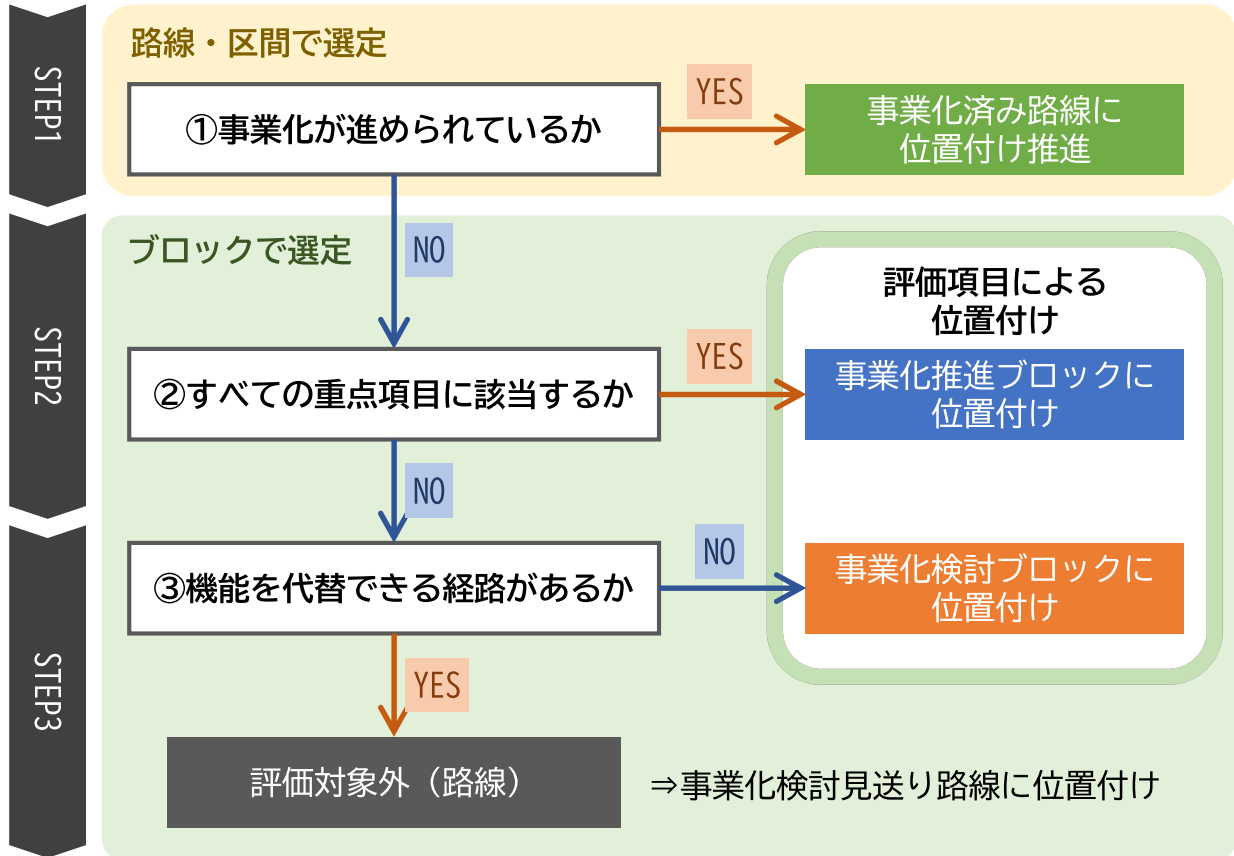 STEP1
路線・区間で選定
①事業化が進められているか
YES
事業化済み路線に
位置付け推進
NO
STEP2
ブロックで選定
②すべての重点項目に該当するか
YES
評価項目による
位置付け
事業化推進ブロックに
位置付け
NO
STEP3
③機能を代替できる経路があるか
NO
事業化検討ブロックに
位置付け
YES
評価対象外（路線）
⇒事業化検討見送り路線に位置付け